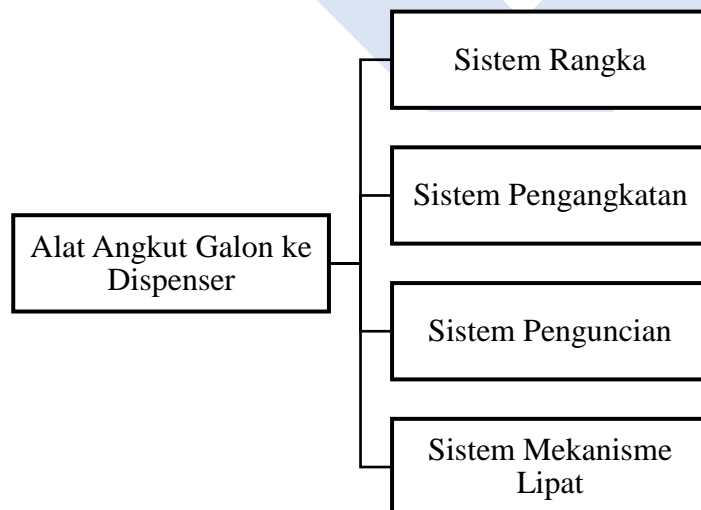 Sistem Rangka
Sistem Pengangkatan
Alat Angkut Galon ke
Dispenser
Sistem Penguncian
Sistem Mekanisme
Lipat